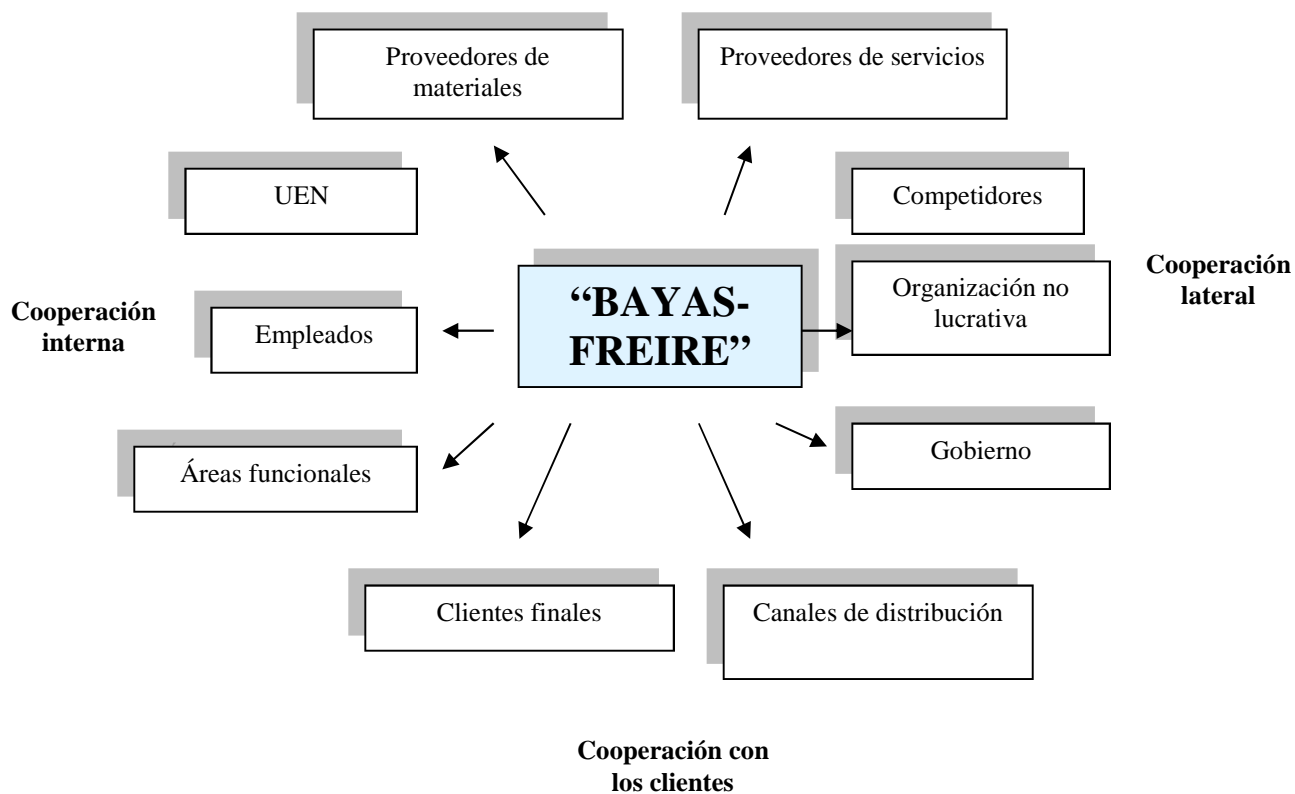 Proveedores de
materiales
Proveedores de servicios
UEN
Competidores
Cooperación
interna
Empleados
“BAYAS-
FREIRE”
Organización no
lucrativa
Cooperación
lateral
Áreas funcionales
Gobierno
Clientes finales
Canales de distribución
Cooperación con
los clientes